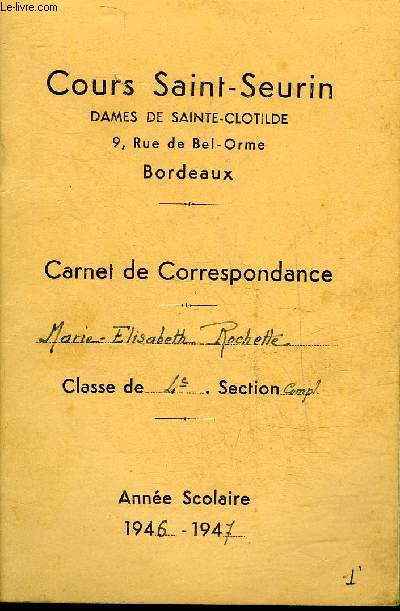 Le-livre.com
Cours Saint-Seurin
DAMES DE SAINTE-CLOTILDE
9, Rue de Bel-Orme
Bordeaux
Carnet de Correspondance
Marie-Elisabeth Rochette
Classe de 4e. Section Compl.
Année Scolaire
1946 - 1947
1'